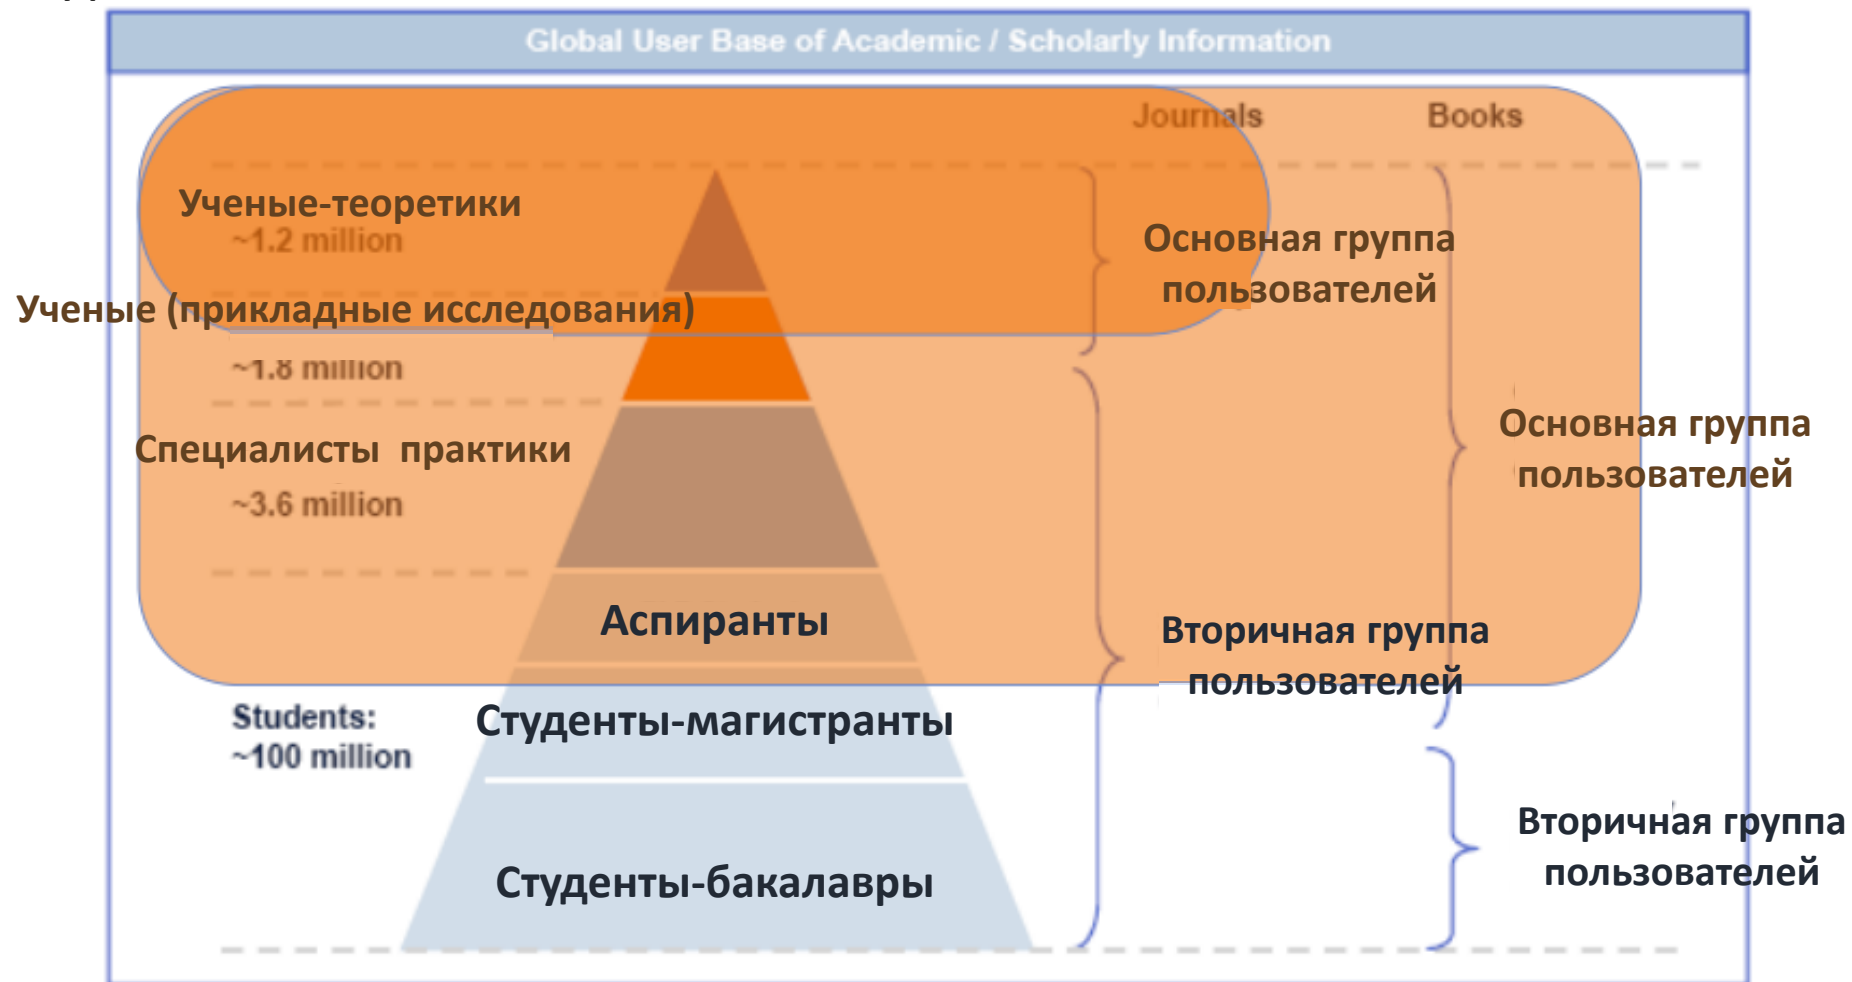 Global User Base of Academic / Scholarly Information
Journals
Books
Ученые-теоретики
~1.2 million
Основная группа
пользователей
Ученые (прикладные исследования)
~1.8 million
Специалисты практики
~3.6 million
Основная группа
пользователей
Аспиранты
Вторичная группа
пользователей
Students:
~100 million
Студенты-магистранты
Студенты-бакалавры
Вторичная группа
пользователей